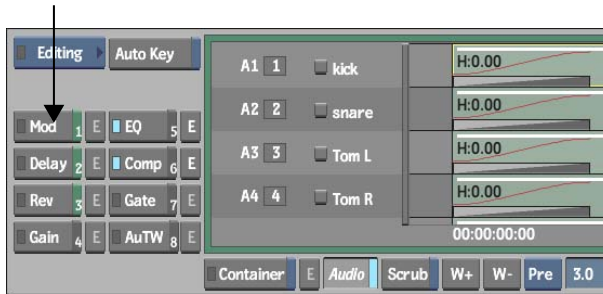 Editing Auto Key
A1 1 kick H:0.00
A2 2 snare H:0.00
Mod 1 E EQ 5 E
A3 3 Tom L H:0.00
Delay 2 E Comp 6 E
A4 4 Tom R H:0.00
Rev 3 E Gate 7 E
00:00:00:00
Gain 4 E AuTW 8 E
Container E Audio Scrub W+ W- Pre 3.0